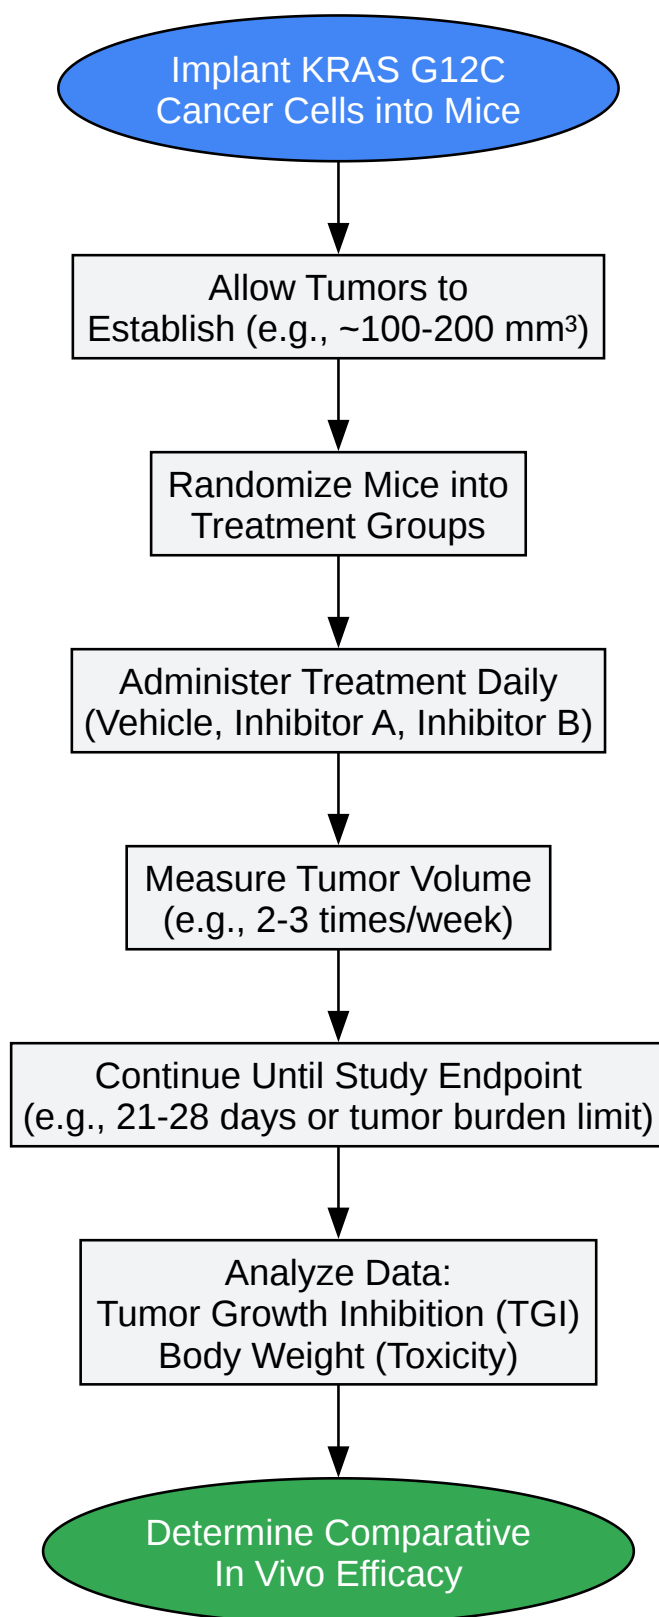 Implant KRAS G12C
Cancer Cells into Mice
Allow Tumors to
Establish (e.g., ~100-200 mm³)
Randomize Mice into
Treatment Groups
Administer Treatment Daily
(Vehicle, Inhibitor A, Inhibitor B)
Measure Tumor Volume
(e.g., 2-3 times/week)
Continue Until Study Endpoint
(e.g., 21-28 days or tumor burden limit)
Analyze Data:
Tumor Growth Inhibition (TGI)
Body Weight (Toxicity)
Determine Comparative
In Vivo Efficacy